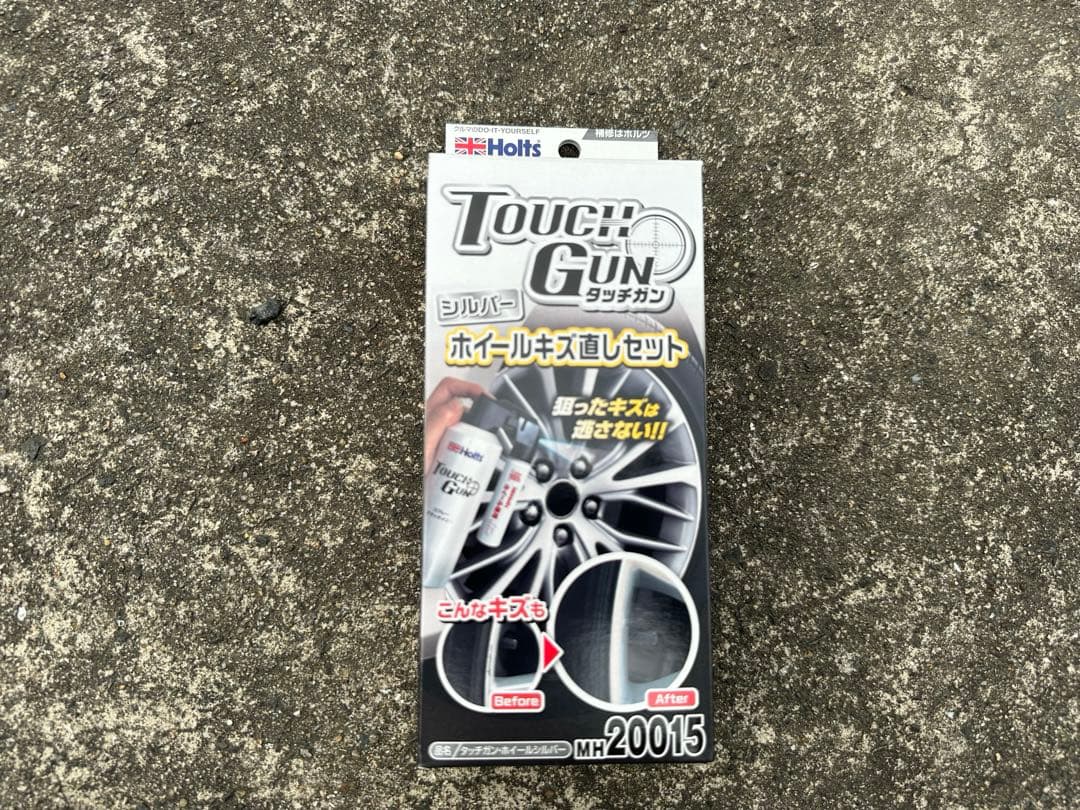 クルマのDO-IT-YOURSELF
補修はホルツ
Holts
TOUCH
GUN
タッチガン
シルバー
ホイールキズ直しセット
狙ったキズは
逃さない!!
Holts
TOUCH
GUN
こんなキズも
Before
After
品名/タッチガン・ホイールシルバー
MH20015